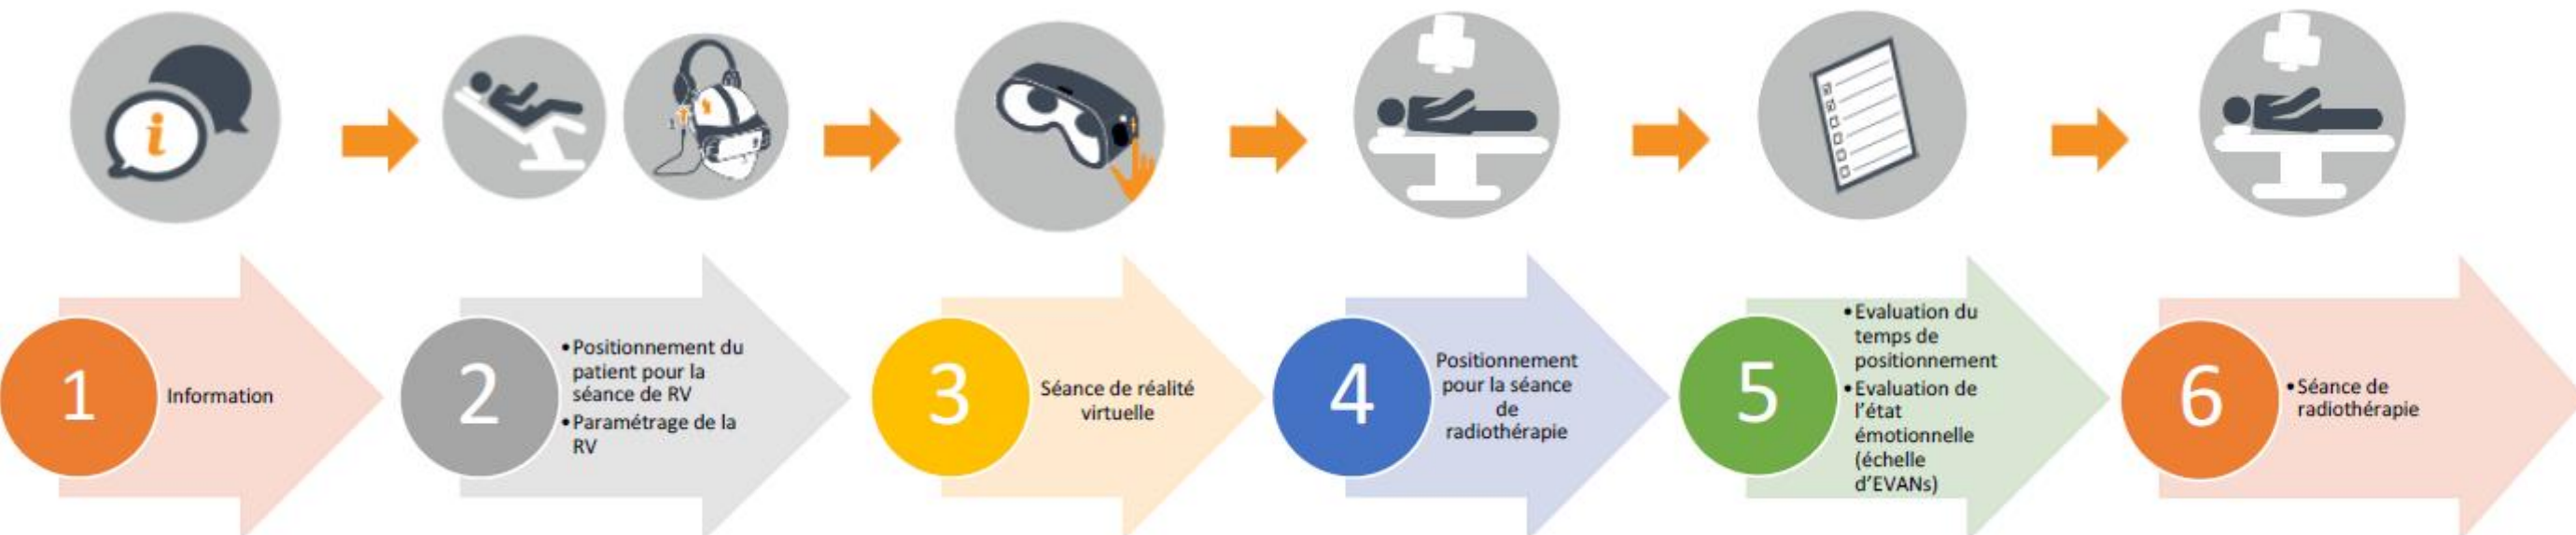 i
1
1
Information
2
•Positionnement du
patient pour la
séance de RV
•Paramétrage de la
RV
3
Séance de réalité
virtuelle
4
Positionnement
pour la séance
de
radiothérapie
5
•Evaluation du
temps de
positionnement
•Evaluation de
l'état
émotionnelle
(échelle
d'EVANs)
6
•Séance de
radiothérapie